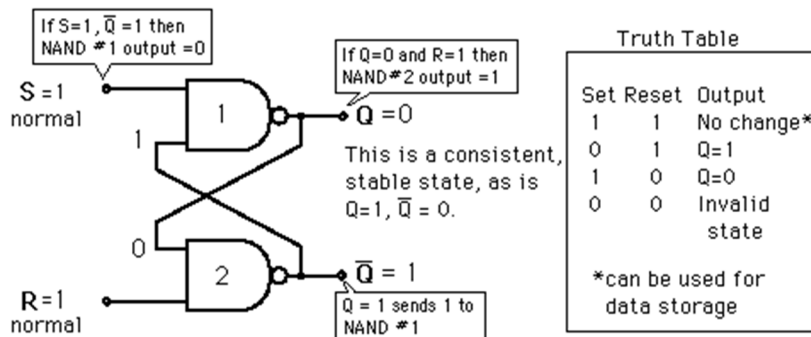 If S=1, Q̅ =1 then
NAND #1 output =0
If Q=0 and R=1 then
NAND#2 output =1
S =1
normal
1
1
Q =0
This is a consistent,
stable state, as is
Q=1, Q̅ = 0.
0
2
Q̅ = 1
R=1
normal
Q = 1 sends 1 to
NAND #1
Truth Table
Set Reset Output
1 1 No change*
0 1 Q=1
1 0 Q=0
0 0 Invalid
state
*can be used for
data storage